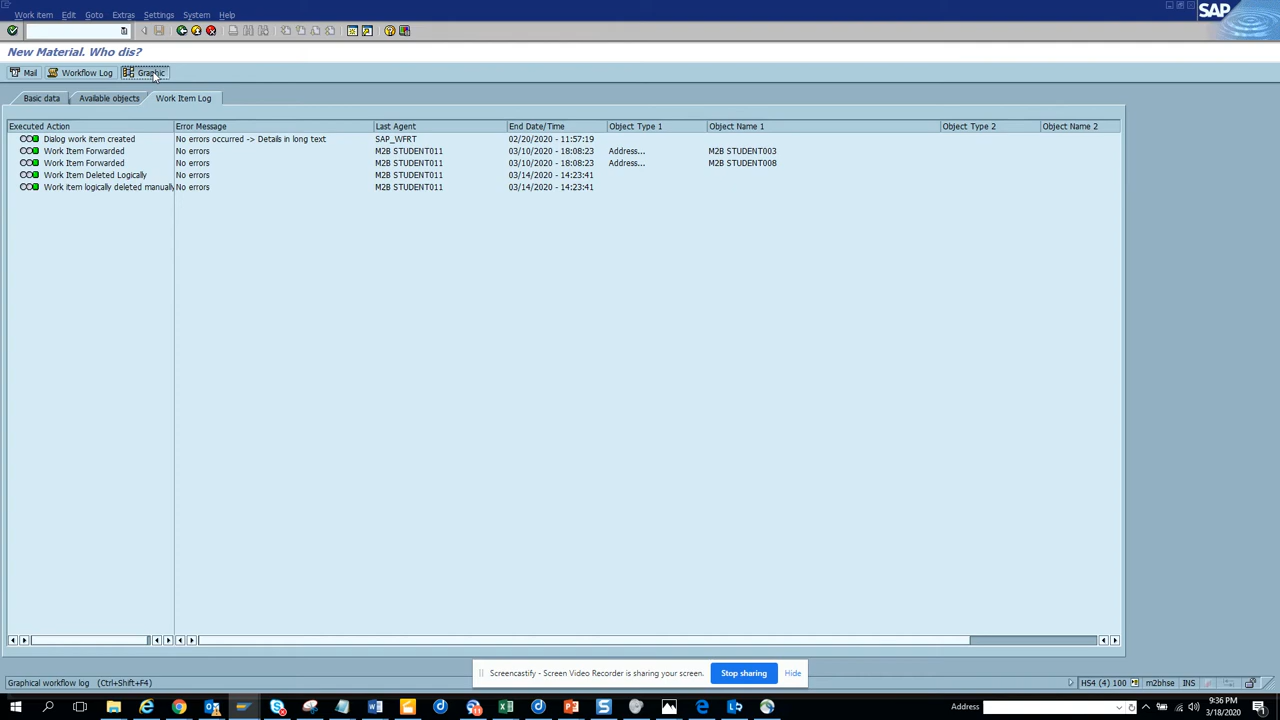 Work item Edit Goto Extras Settings System Help
SAP
New Material. Who dis?
Mail Workflow Log Graphic
Basic data Available objects Work Item Log
Executed Action Error Message Last Agent End Date/Time Object Type 1 Object Name 1 Object Type 2 Object Name 2
Dialog work item created No errors occurred -> Details in long text SAP_WFRT 02/20/2020 - 11:57:19
Work Item Forwarded No errors M2B STUDENT011 03/10/2020 - 18:08:23 Address... M2B STUDENT003
Work Item Forwarded No errors M2B STUDENT011 03/10/2020 - 18:08:23 Address... M2B STUDENT008
Work Item Deleted Logically No errors M2B STUDENT011 03/14/2020 - 14:23:41
Work item logically deleted manually No errors M2B STUDENT011 03/14/2020 - 14:23:41
Screencastify - Screen Video Recorder is sharing your screen. Stop sharing Hide
Graphical workflow log (Ctrl+Shift+F4) HS4 (4) 100 m2bhse INS
Address 9:36 PM
3/18/2020